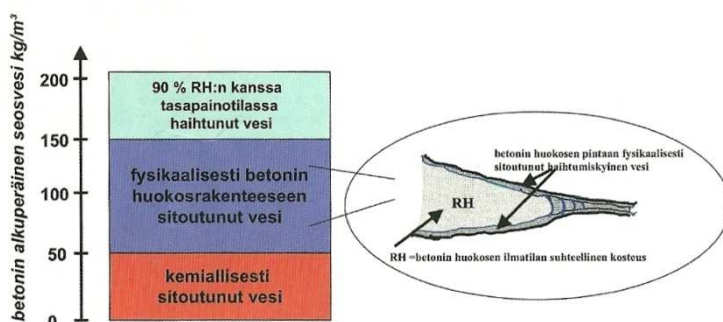 betonin alkuperäinen seosvesi kg/m³
200
150
100
50
0
90 % RH:n kanssa
tasapainotilassa
haihtunut vesi
fysikaalisesti betonin
huokosrakenteeseen
sitoutunut vesi
kemiallisesti
sitoutunut vesi
betonin huokosen pintaan fysikaalisesti
sitoutunut haihtumiskyinen vesi
RH
RH =betonin huokosen ilmatilan suhteellinen kosteus